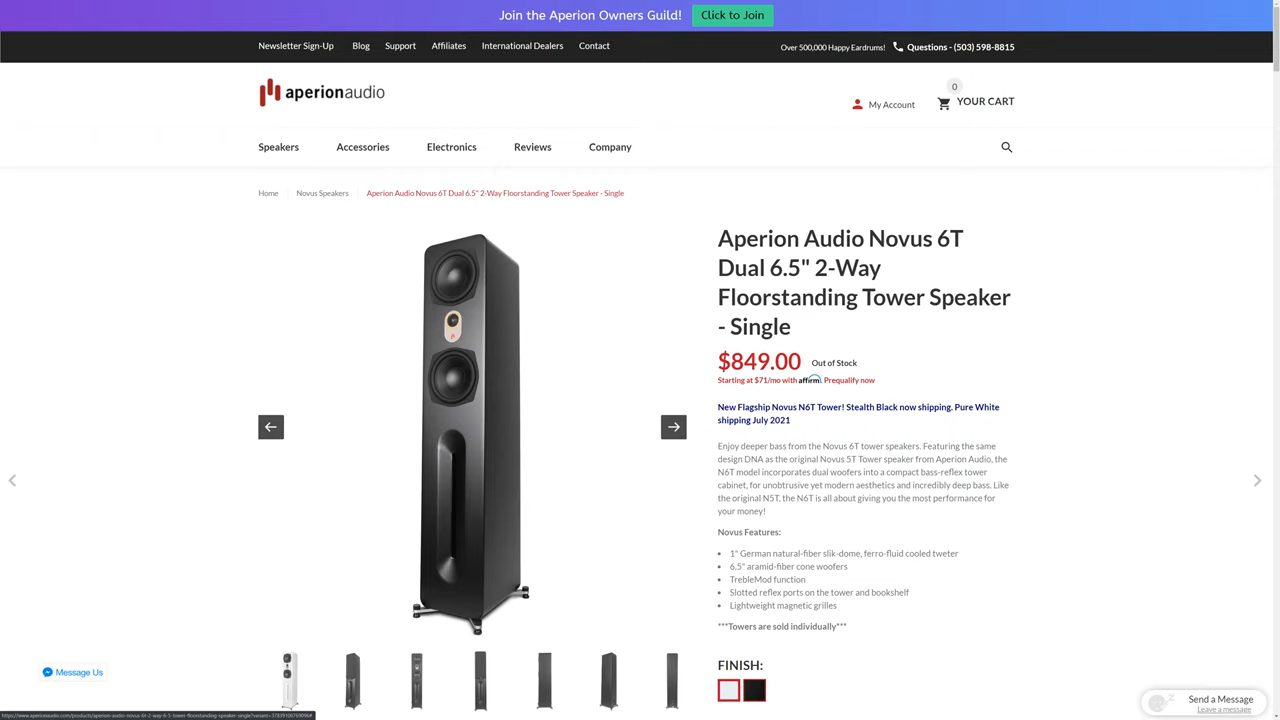 Join the Aperion Owners Guild! Click to Join
Newsletter Sign-Up Blog Support Affiliates International Dealers Contact
Over 500,000 Happy Eardrums! Questions - (503) 598-8815
aperionaudio
0
My Account YOUR CART
Speakers Accessories Electronics Reviews Company
Home Novus Speakers Aperion Audio Novus 6T Dual 6.5" 2-Way Floorstanding Tower Speaker - Single
Aperion Audio Novus 6T
Dual 6.5" 2-Way
Floorstanding Tower Speaker
- Single
$849.00 Out of Stock
Starting at $71/mo with affirm. Prequalify now
New Flagship Novus N6T Tower! Stealth Black now shipping. Pure White
shipping July 2021
Enjoy deeper bass from the Novus 6T tower speakers. Featuring the same
design DNA as the original Novus 5T Tower speaker from Aperion Audio, the
N6T model incorporates dual woofers into a compact bass-reflex tower
cabinet, for unobtrusive yet modern aesthetics and incredibly deep bass. Like
the original N5T, the N6T is all about giving you the most performance for
your money!
Novus Features:
1" German natural-fiber slik-dome, ferro-fluid cooled tweter
6.5" aramid-fiber cone woofers
TrebleMod function
Slotted reflex ports on the tower and bookshelf
Lightweight magnetic grilles
***Towers are sold individually***
FINISH:
Message Us
Send a Message
Leave a message